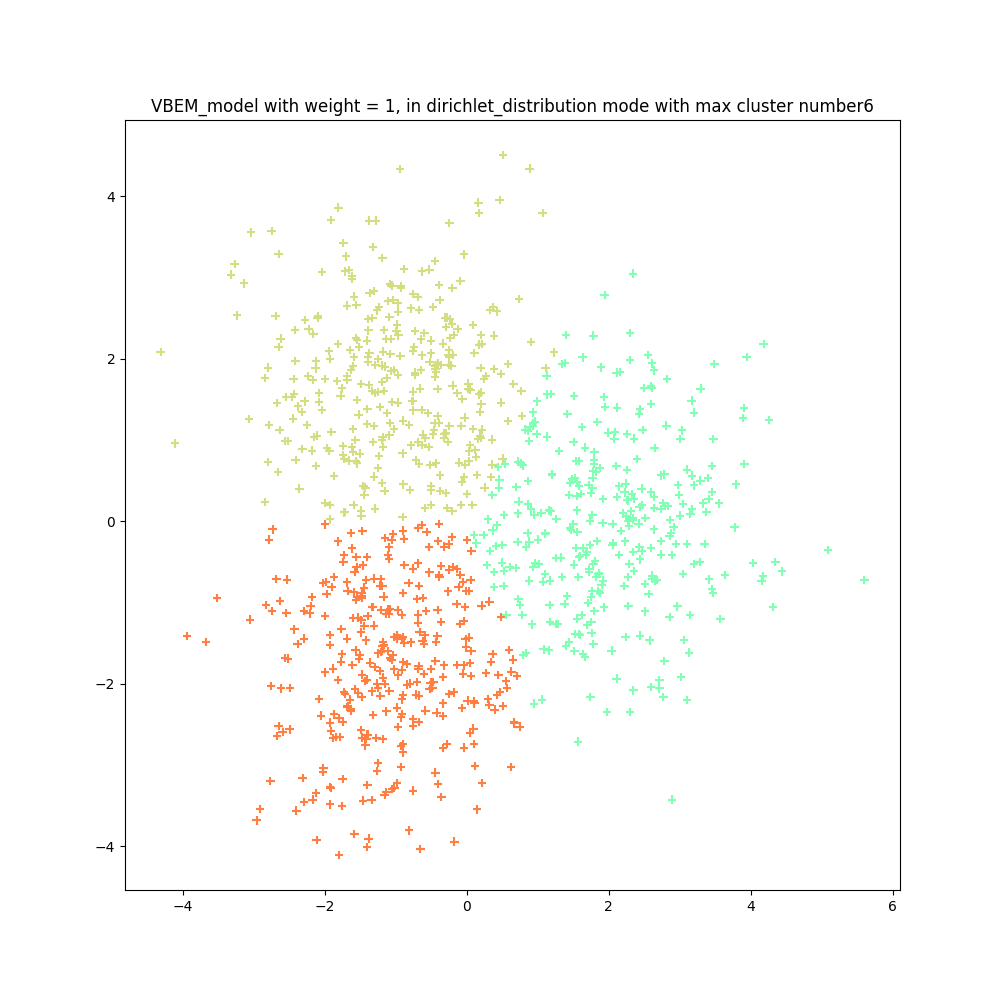 VBEM_model with weight = 1, in dirichlet_distribution mode with max cluster number6
4
2
0
−2
−4
−4 −2 0 2 4 6